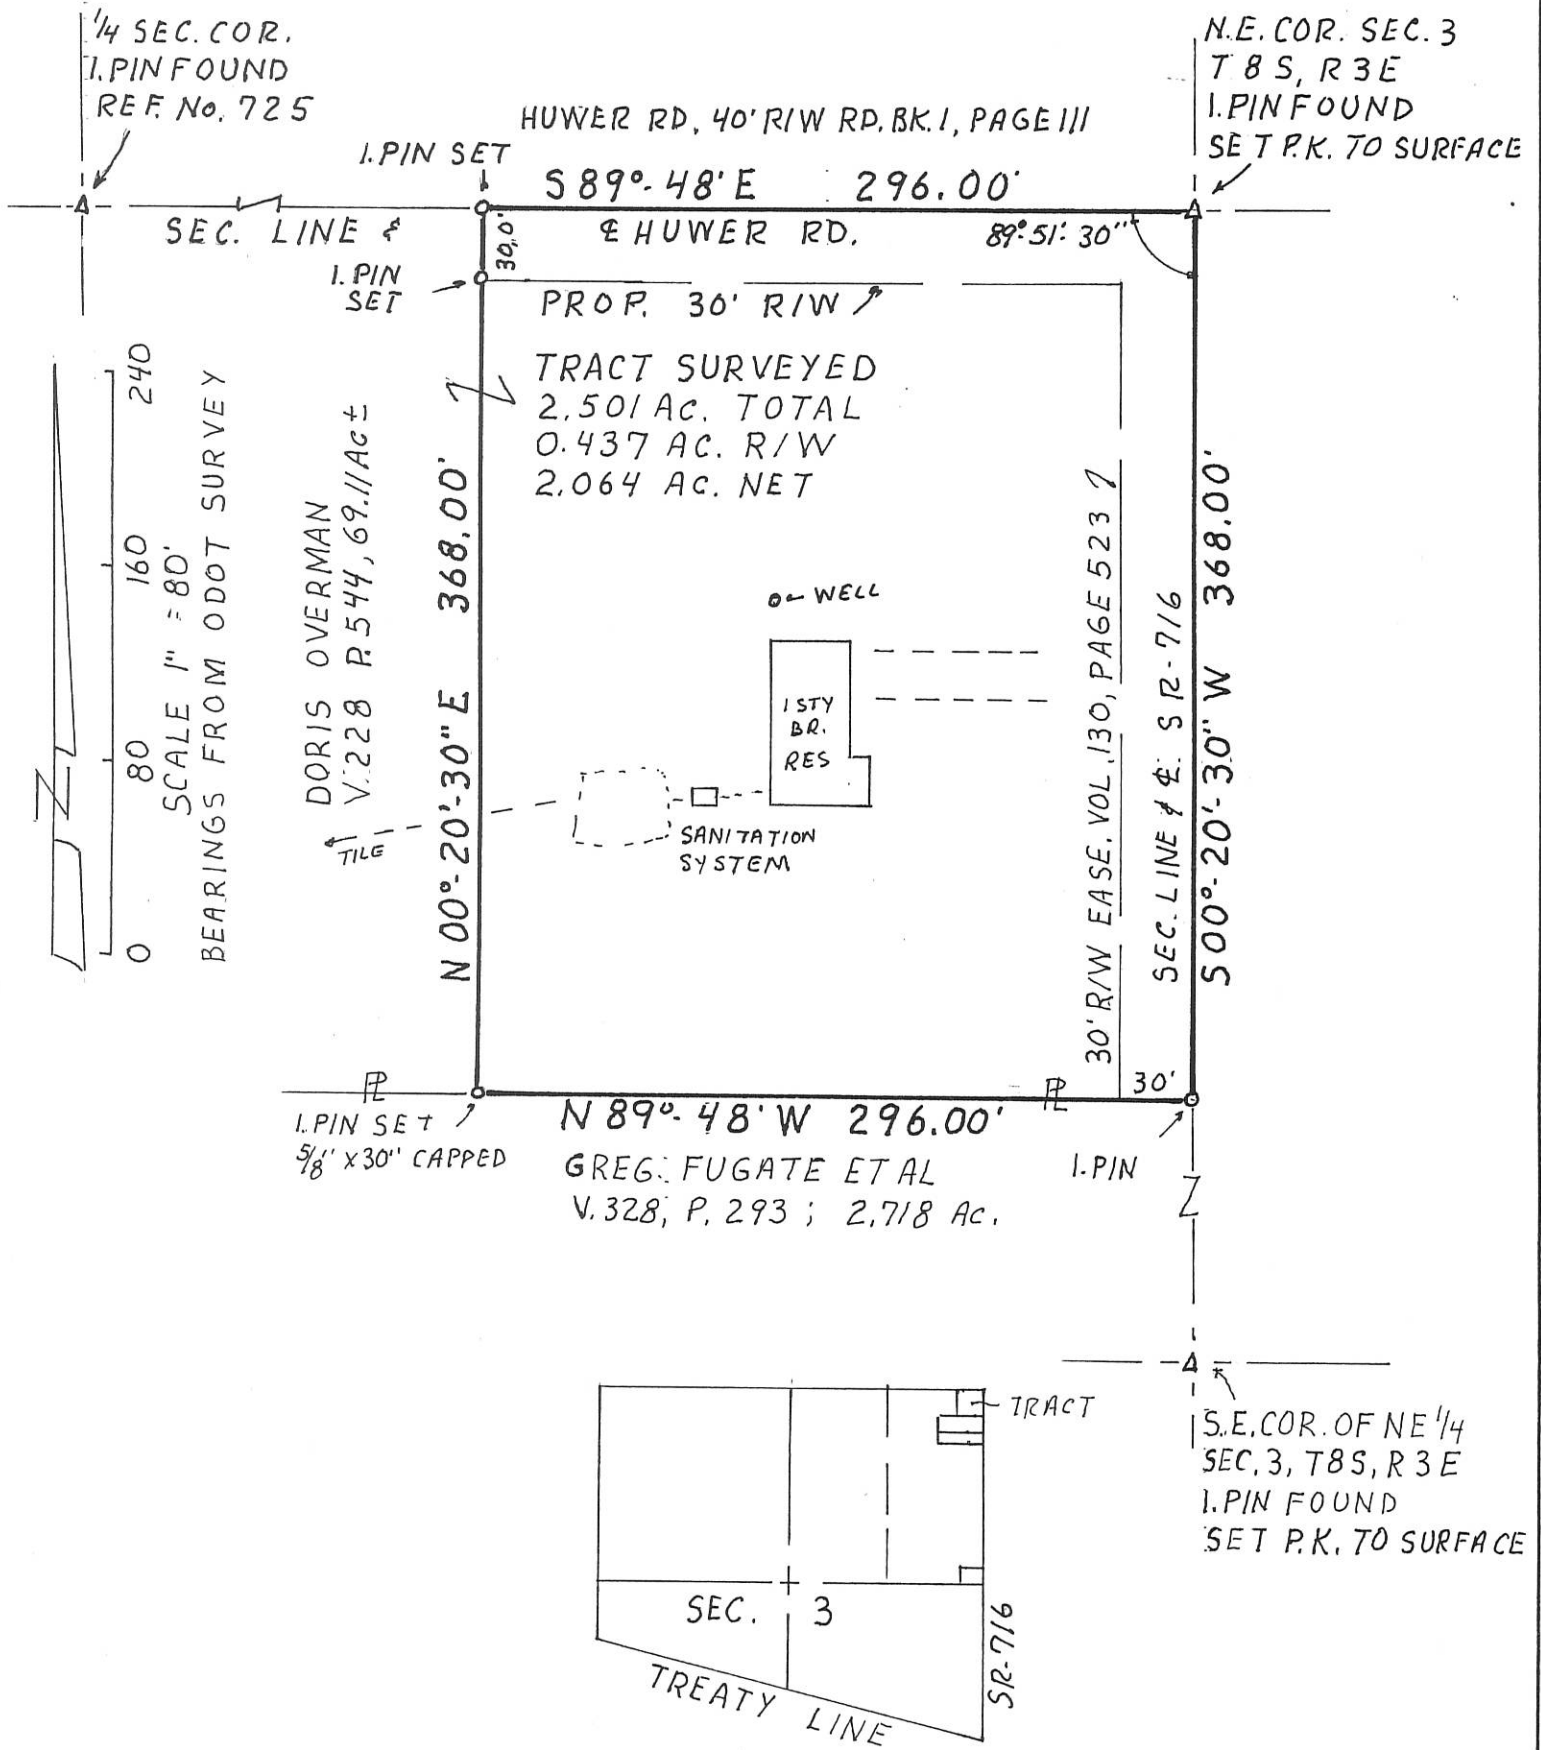 1/4 SEC. COR.
I. PIN FOUND
REF. No. 725
N.E. COR. SEC. 3
T 8 S, R 3 E
I. PIN FOUND
SET P.K. TO SURFACE
HUWER RD, 40' R/W RD. BK. 1, PAGE 111
I. PIN SET
S 89°-48' E 296.00'
SEC. LINE &
℄ HUWER RD.
89°-51'-30"
30.0'
I. PIN
SET
PROP. 30' R/W
TRACT SURVEYED
2.501 AC. TOTAL
0.437 AC. R/W
2.064 AC. NET
N
240
160
80
0
SCALE 1" = 80'
BEARINGS FROM ODOT SURVEY
DORIS OVERMAN
V. 228 P. 544, 69.11 Ac ±
N 00°-20'-30" E 368.00'
WELL
1 STY
BR.
RES
SANITATION
SYSTEM
TILE
30' R/W EASE. VOL. 130, PAGE 523
SEC. LINE & ℄ SR-716
S 00°-20'-30" W 368.00'
PL
PL
30'
I. PIN SET
5/8" X 30" CAPPED
N 89°-48' W 296.00'
GREG. FUGATE ET AL
V. 328, P. 293 ; 2.718 AC.
I. PIN
TRACT
S.E. COR. OF NE 1/4
SEC. 3, T8S, R3E
I. PIN FOUND
SET P.K. TO SURFACE
SEC. 3
SR-716
TREATY LINE